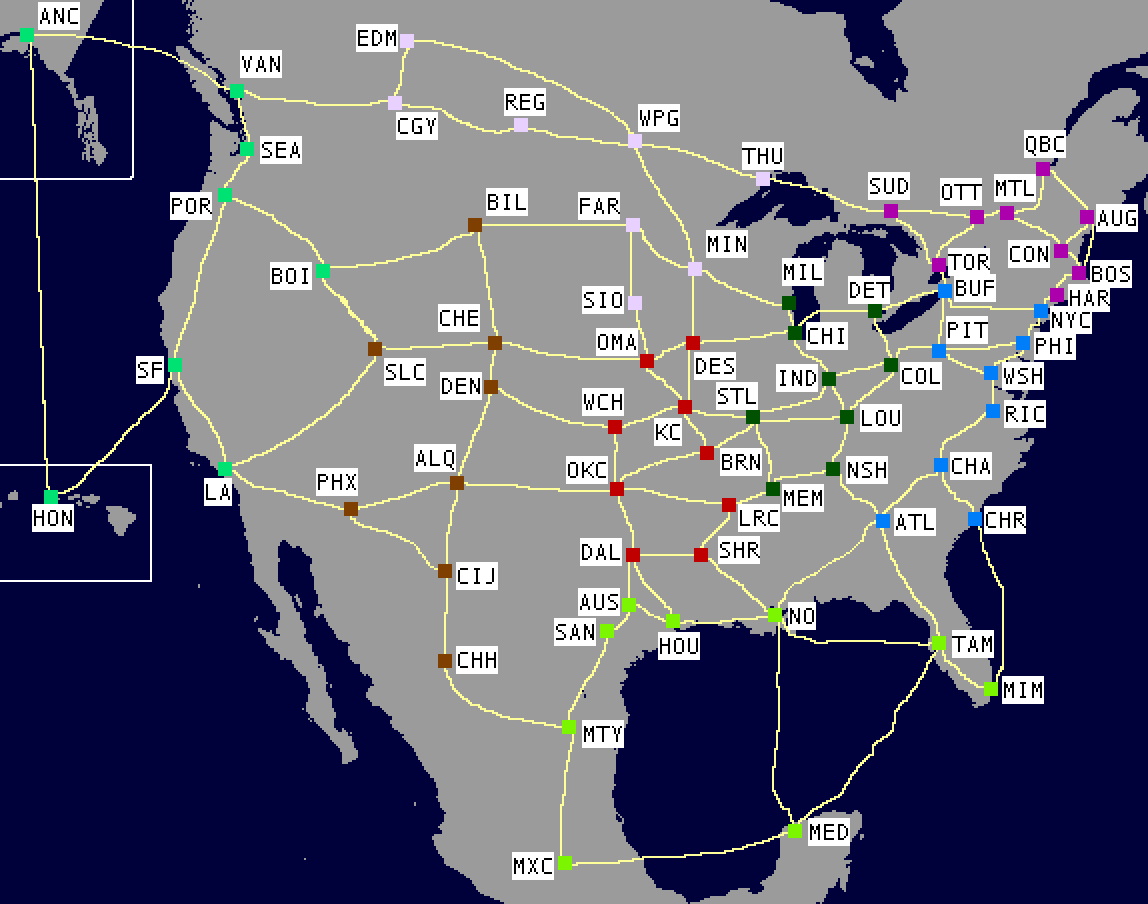 ANC
EDM
VAN
REG
WPG
CGY
THU
QBC
SEA
SUD
OTT
MTL
POR
BIL
FAR
AUG
MIN
CON
TOR
BOS
BOI
MIL
DET
BUF
HAR
SIO
NYC
CHE
CHI
PIT
OMA
PHI
SF
SLC
DES
IND
COL
WSH
DEN
STL
WCH
RIC
KC
LOU
ALQ
BRN
CHA
OKC
NSH
PHX
LA
MEM
HON
LRC
ATL
CHR
DAL
SHR
CIJ
AUS
NO
SAN
HOU
TAM
CHH
MIM
MTY
MED
MXC